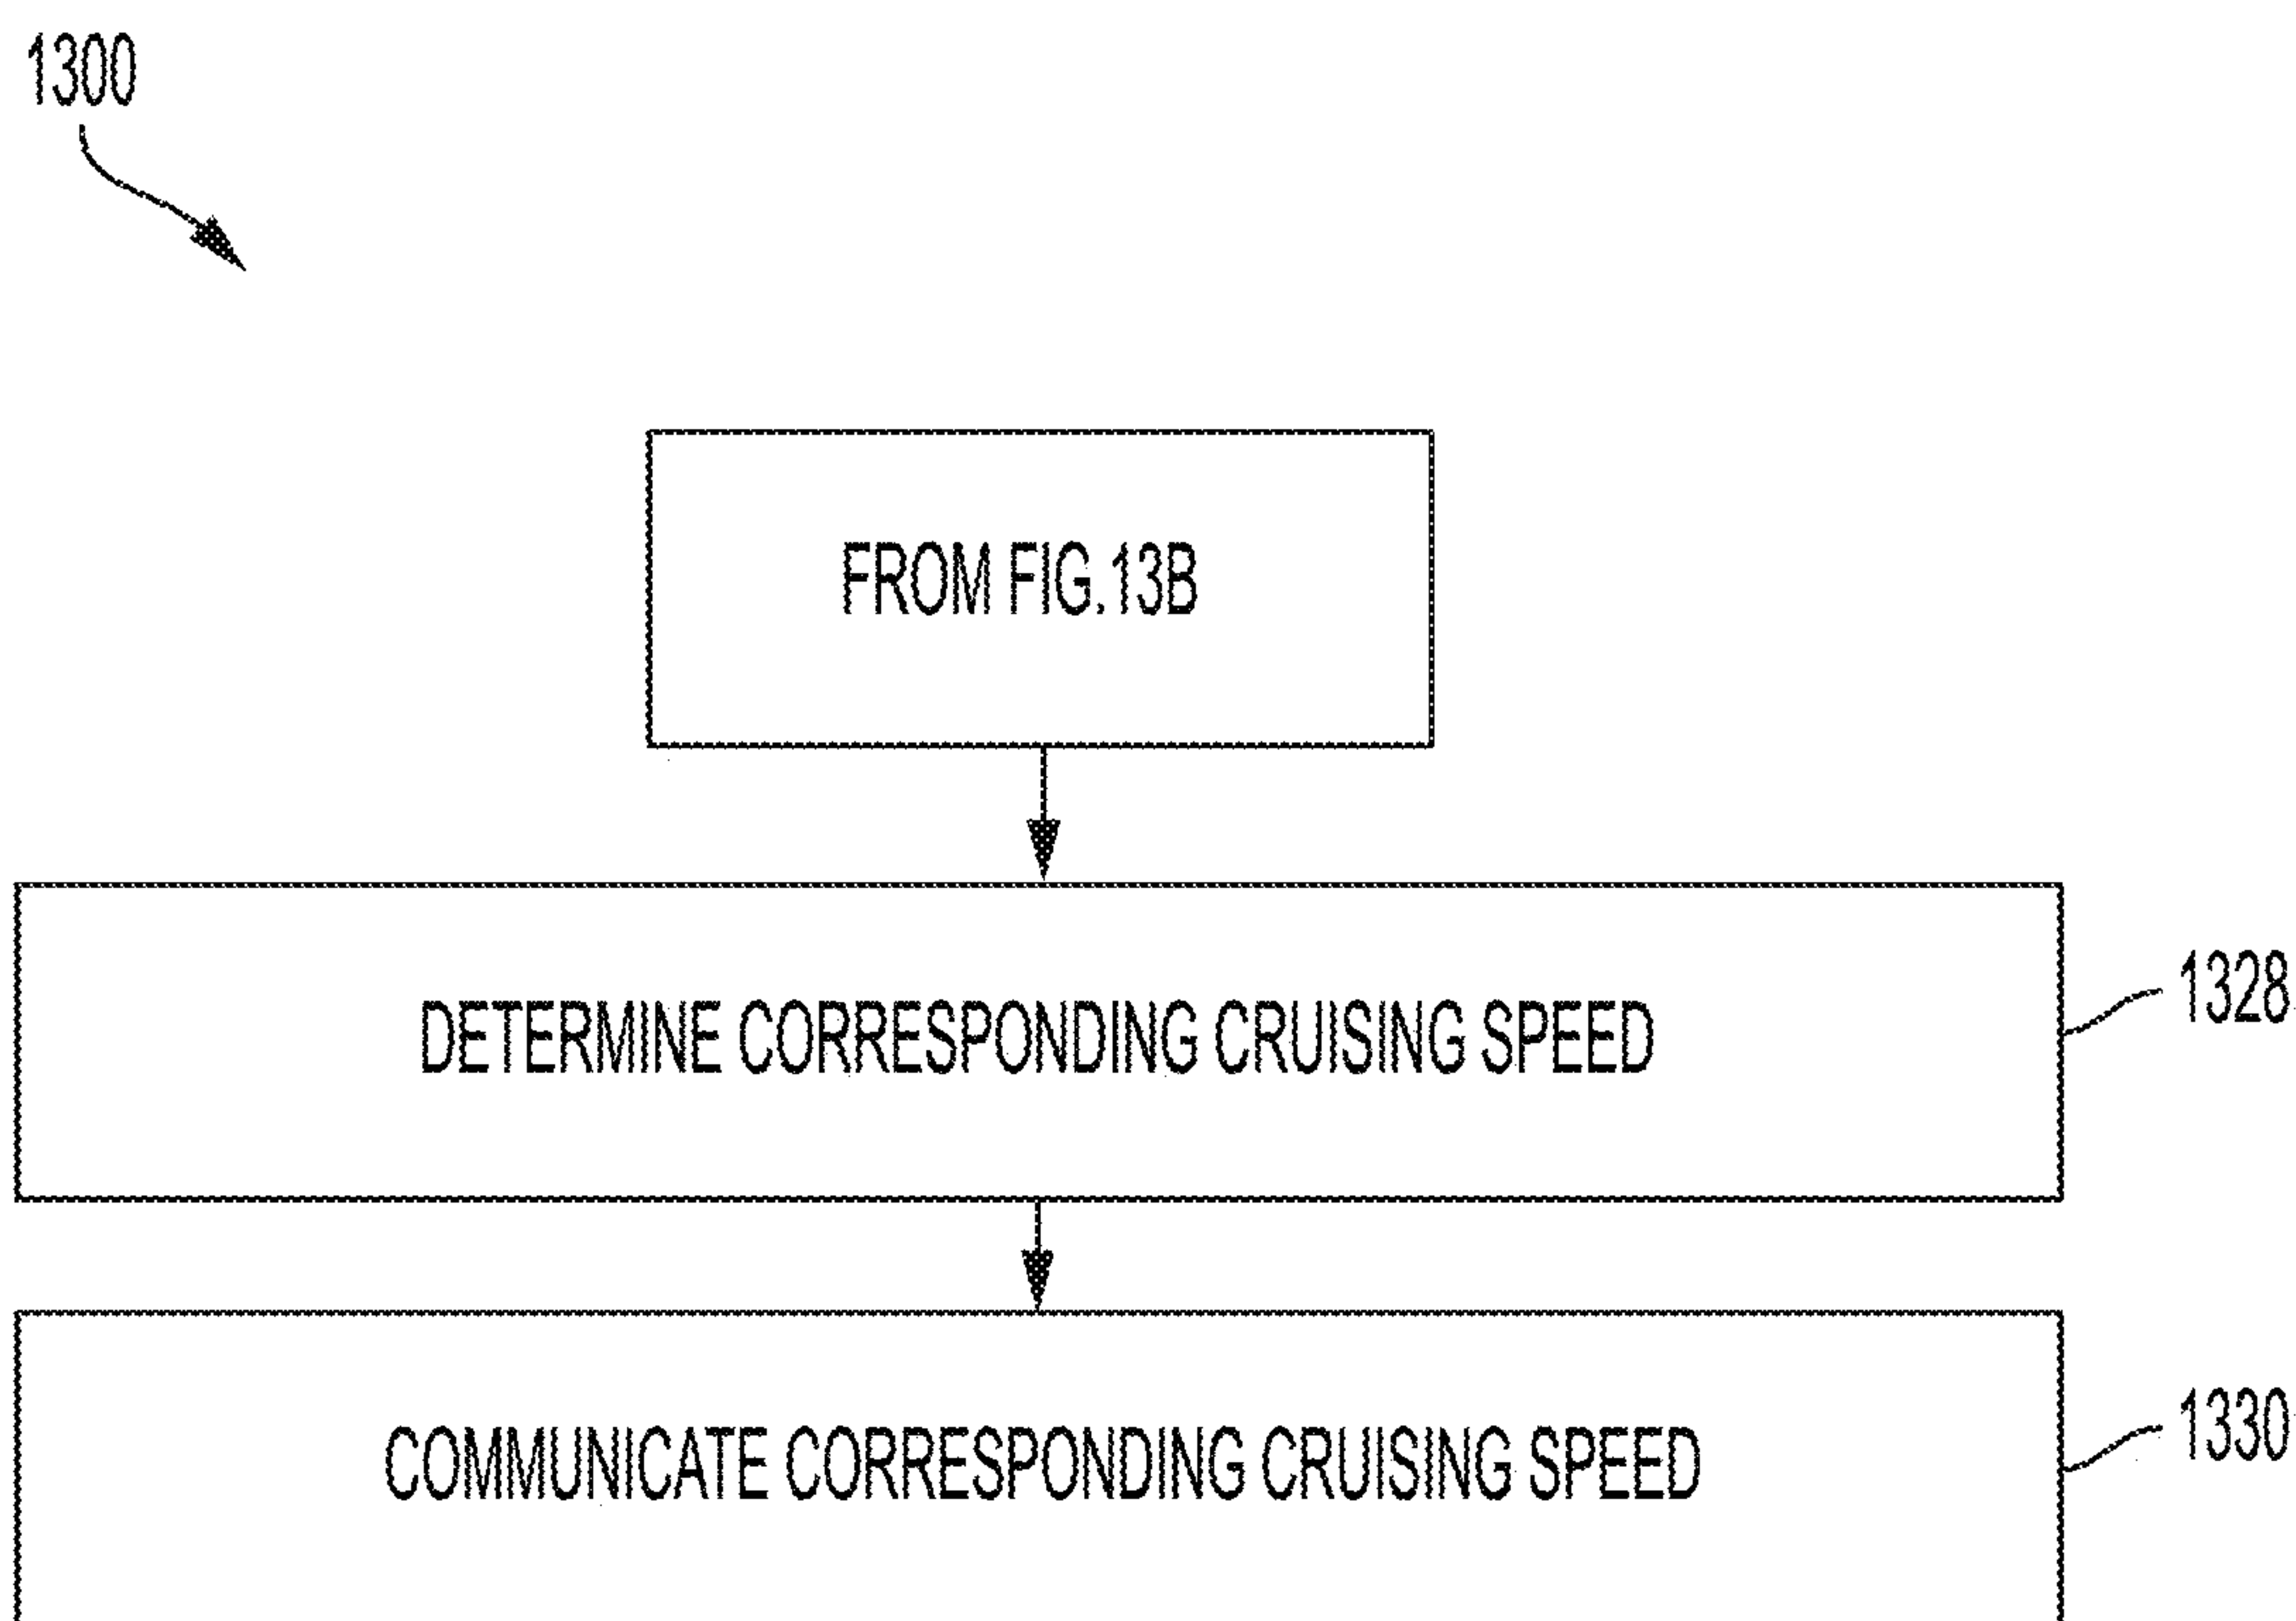 1300
FROM FIG.13B
DETERMINE CORRESPONDING CRUISING SPEED
1328
COMMUNICATE CORRESPONDING CRUISING SPEED
1330